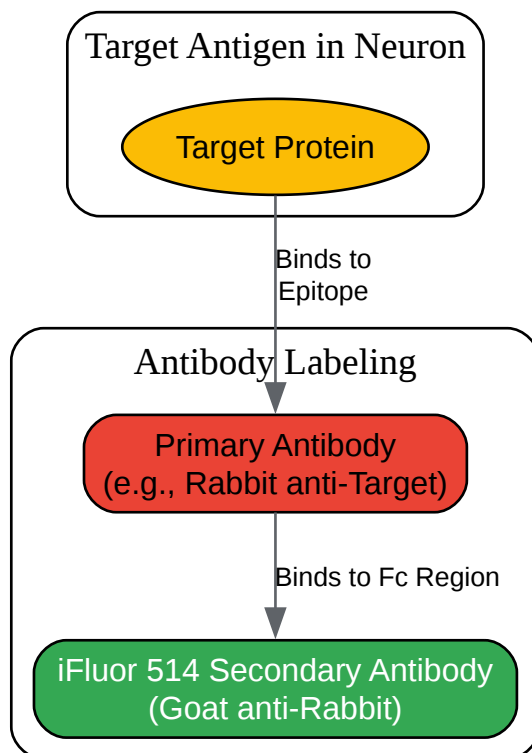 Target Antigen in Neuron
Target Protein
Binds to
Epitope
Antibody Labeling
Primary Antibody
(e.g., Rabbit anti-Target)
Binds to Fc Region
iFluor 514 Secondary Antibody
(Goat anti-Rabbit)